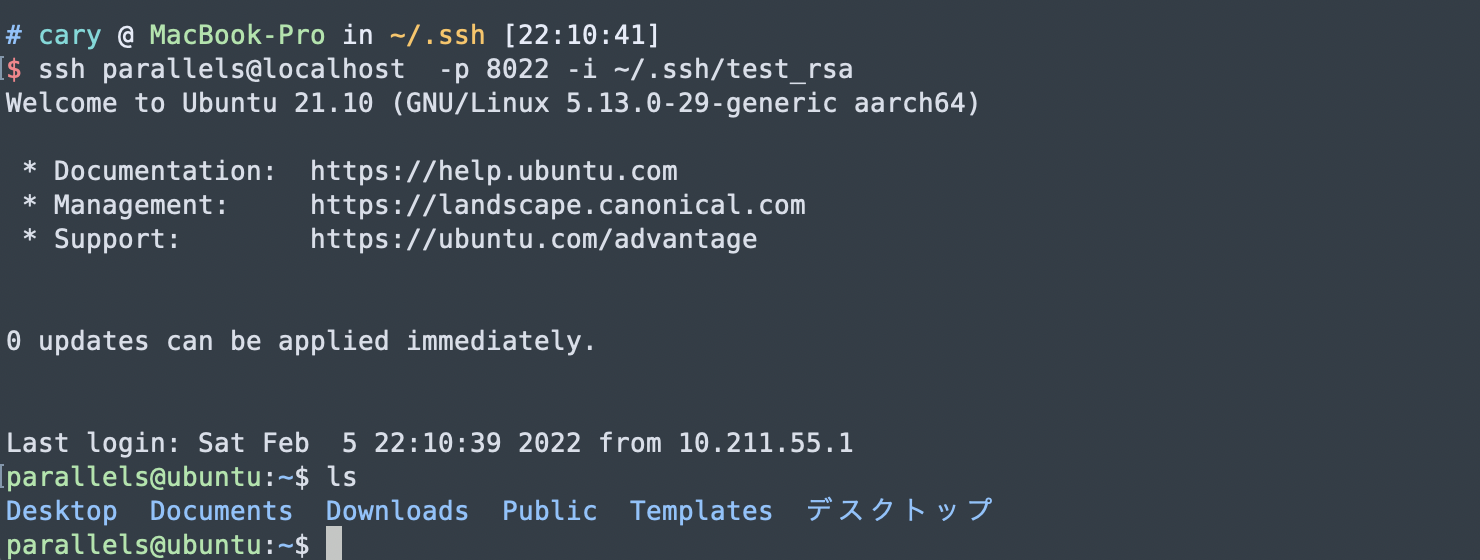 # cary @ MacBook-Pro in ~/.ssh [22:10:41]
$ ssh parallels@localhost  -p 8022 -i ~/.ssh/test_rsa
Welcome to Ubuntu 21.10 (GNU/Linux 5.13.0-29-generic aarch64)
 * Documentation:  https://help.ubuntu.com
 * Management:     https://landscape.canonical.com
 * Support:        https://ubuntu.com/advantage
0 updates can be applied immediately.
Last login: Sat Feb  5 22:10:39 2022 from 10.211.55.1
parallels@ubuntu:~$ ls
Desktop  Documents  Downloads  Public  Templates  デスクトップ
parallels@ubuntu:~$